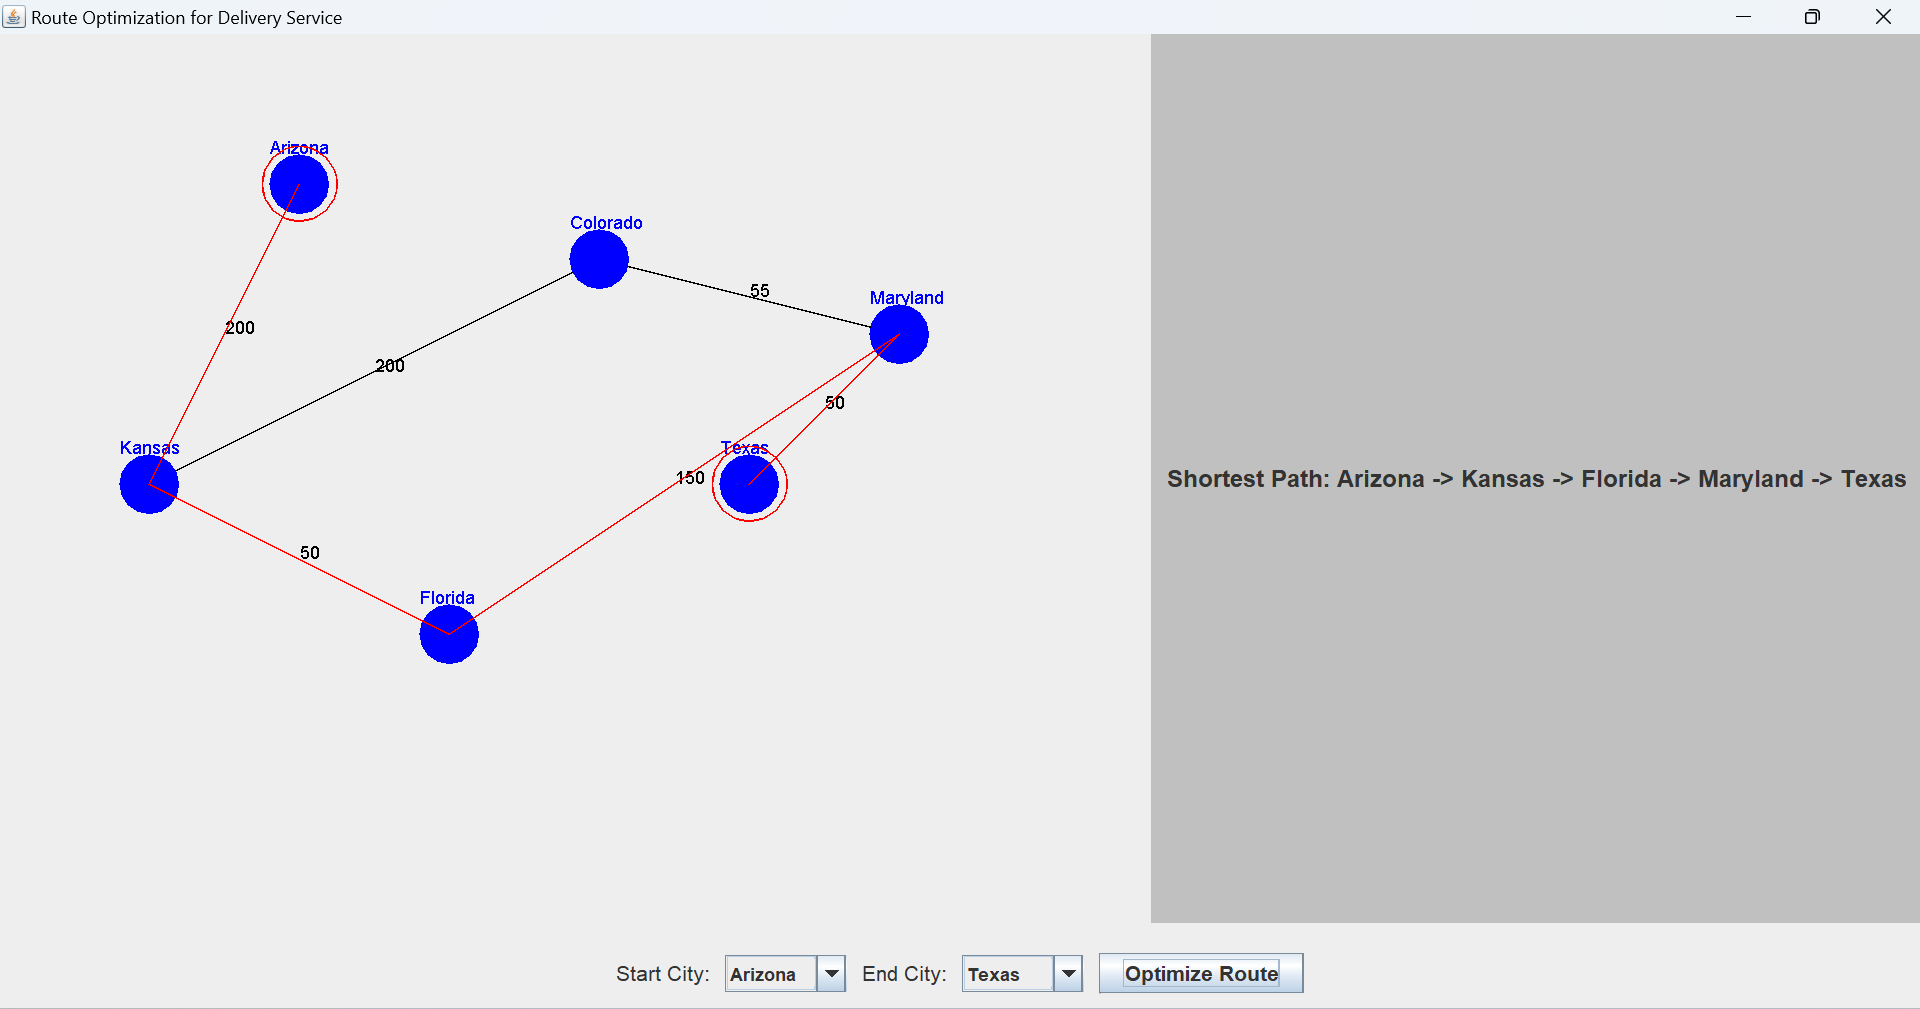 Route Optimization for Delivery Service
Arizona
Colorado
55
Maryland
200
200
50
Kansas
Texas
150
Shortest Path: Arizona -> Kansas -> Florida -> Maryland -> Texas
50
Florida
Start City: Arizona End City: Texas Optimize Route